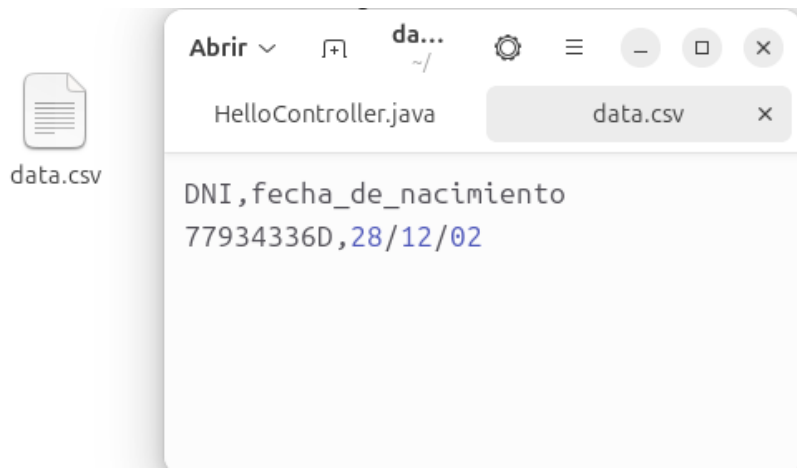 Abrir
da...
~/
HelloController.java
data.csv
data.csv
DNI,fecha_de_nacimiento
77934336D,28/12/02